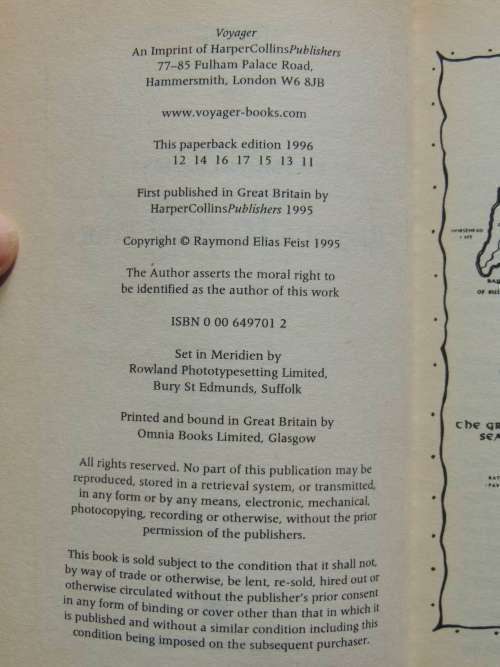 Voyager
An Imprint of HarperCollinsPublishers
77–85 Fulham Palace Road,
Hammersmith, London W6 8JB
www.voyager-books.com
This paperback edition 1996
12 14 16 17 15 13 11
First published in Great Britain by
HarperCollinsPublishers 1995
Copyright © Raymond Elias Feist 1995
The Author asserts the moral right to
be identified as the author of this work
ISBN 0 00 649701 2
Set in Meridien by
Rowland Phototypesetting Limited,
Bury St Edmunds, Suffolk
Printed and bound in Great Britain by
Omnia Books Limited, Glasgow
All rights reserved. No part of this publication may be
reproduced, stored in a retrieval system, or transmitted,
in any form or by any means, electronic, mechanical,
photocopying, recording or otherwise, without the prior
permission of the publishers.
This book is sold subject to the condition that it shall not,
by way of trade or otherwise, be lent, re-sold, hired out or
otherwise circulated without the publisher's prior consent
in any form of binding or cover other than that in which it
is published and without a similar condition including this
condition being imposed on the subsequent purchaser.
the GR
SEA